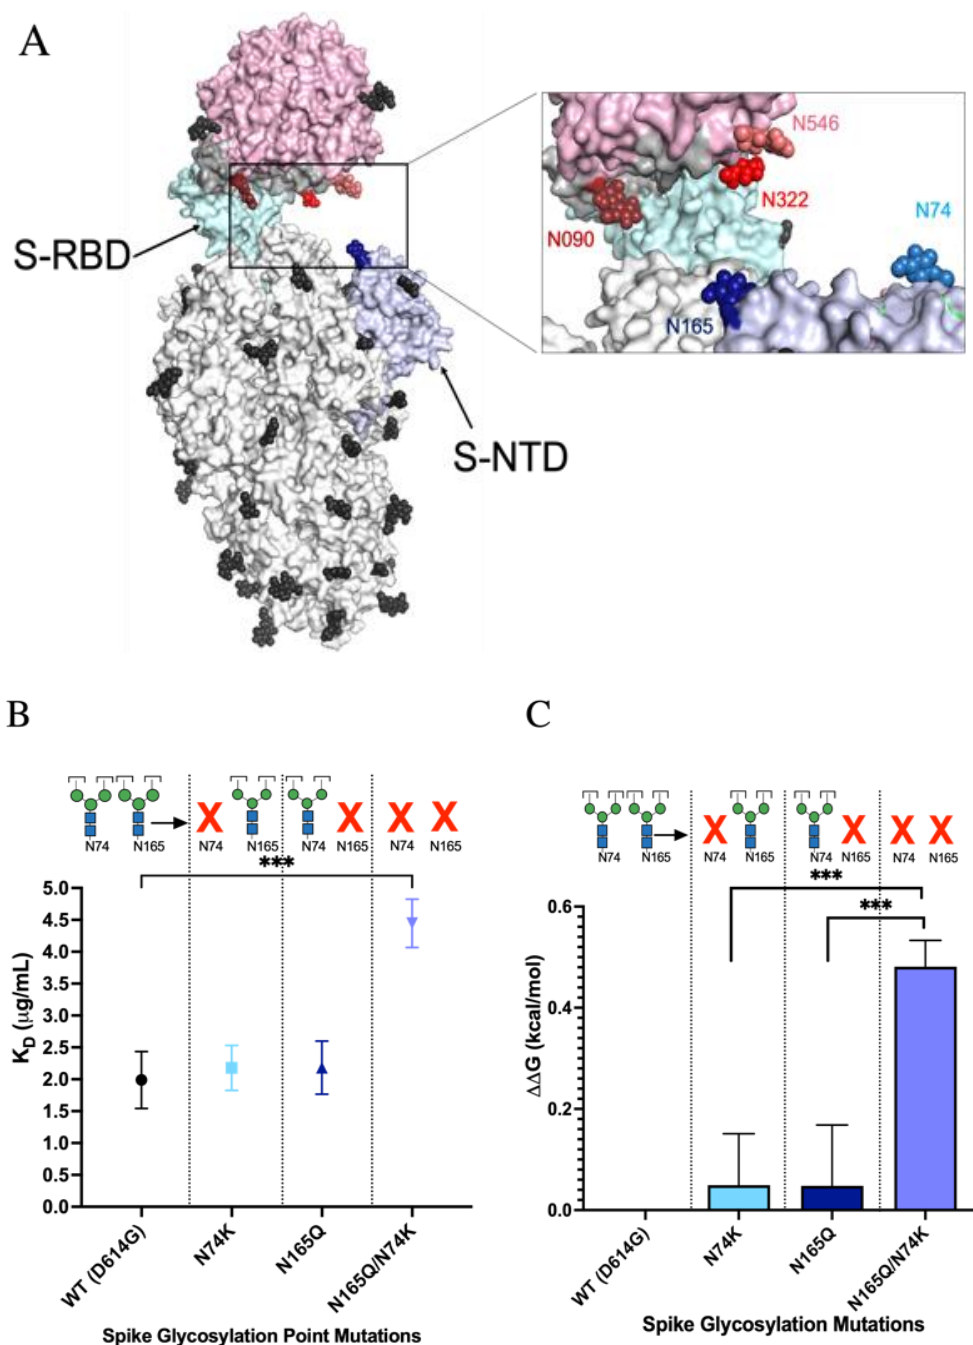 A
S-RBD
S-NTD
N546
N322
N090
N74
N165
B
N74 N165 N74 N165 N74 N165 N74 N165
***
K_D (µg/mL)
5.0
4.5
4.0
3.5
3.0
2.5
2.0
1.5
1.0
0.5
0.0
WT (D614G)
N74K
N165Q
N165Q/N74K
Spike Glycosylation Point Mutations
C
N74 N165 N74 N165 N74 N165 N74 N165
***
***
ΔΔG (kcal/mol)
0.6
0.4
0.2
0.0
WT (D614G)
N74K
N165Q
N165Q/N74K
Spike Glycosylation Mutations